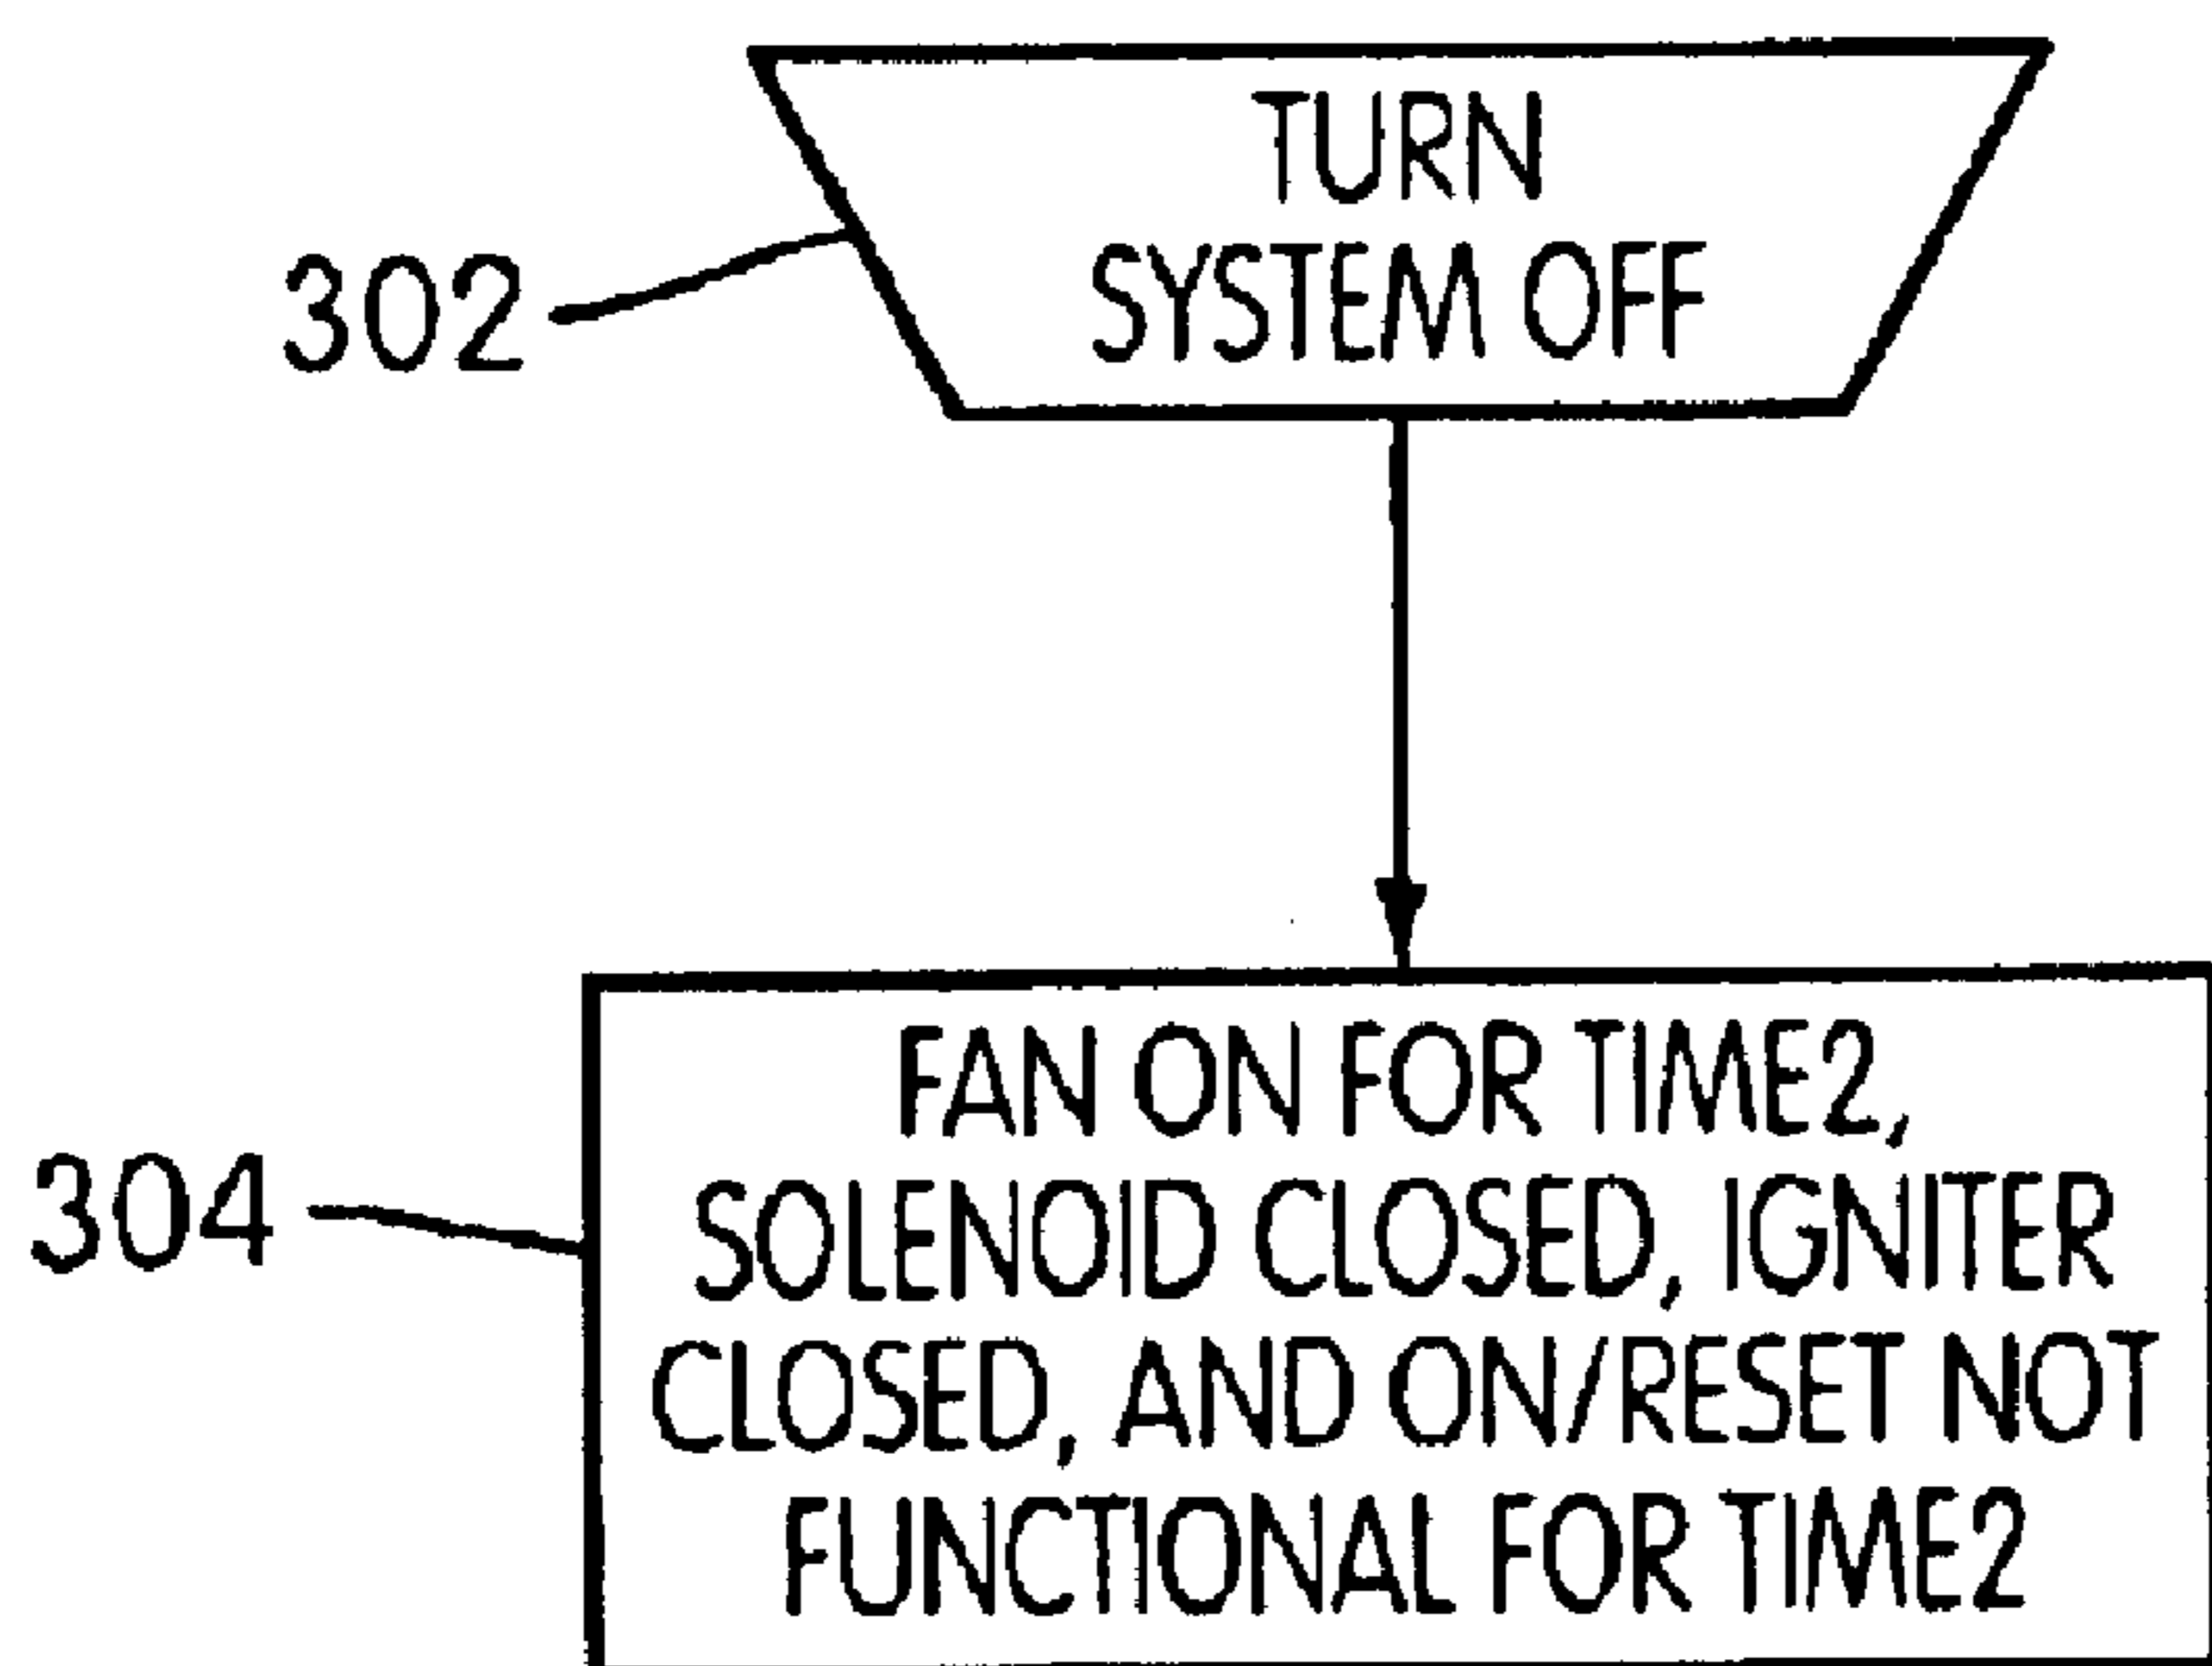 TURN
SYSTEM OFF
302
FAN ON FOR TIME2,
SOLENOID CLOSED, IGNITER
CLOSED, AND ON/RESET NOT
FUNCTIONAL FOR TIME2
304